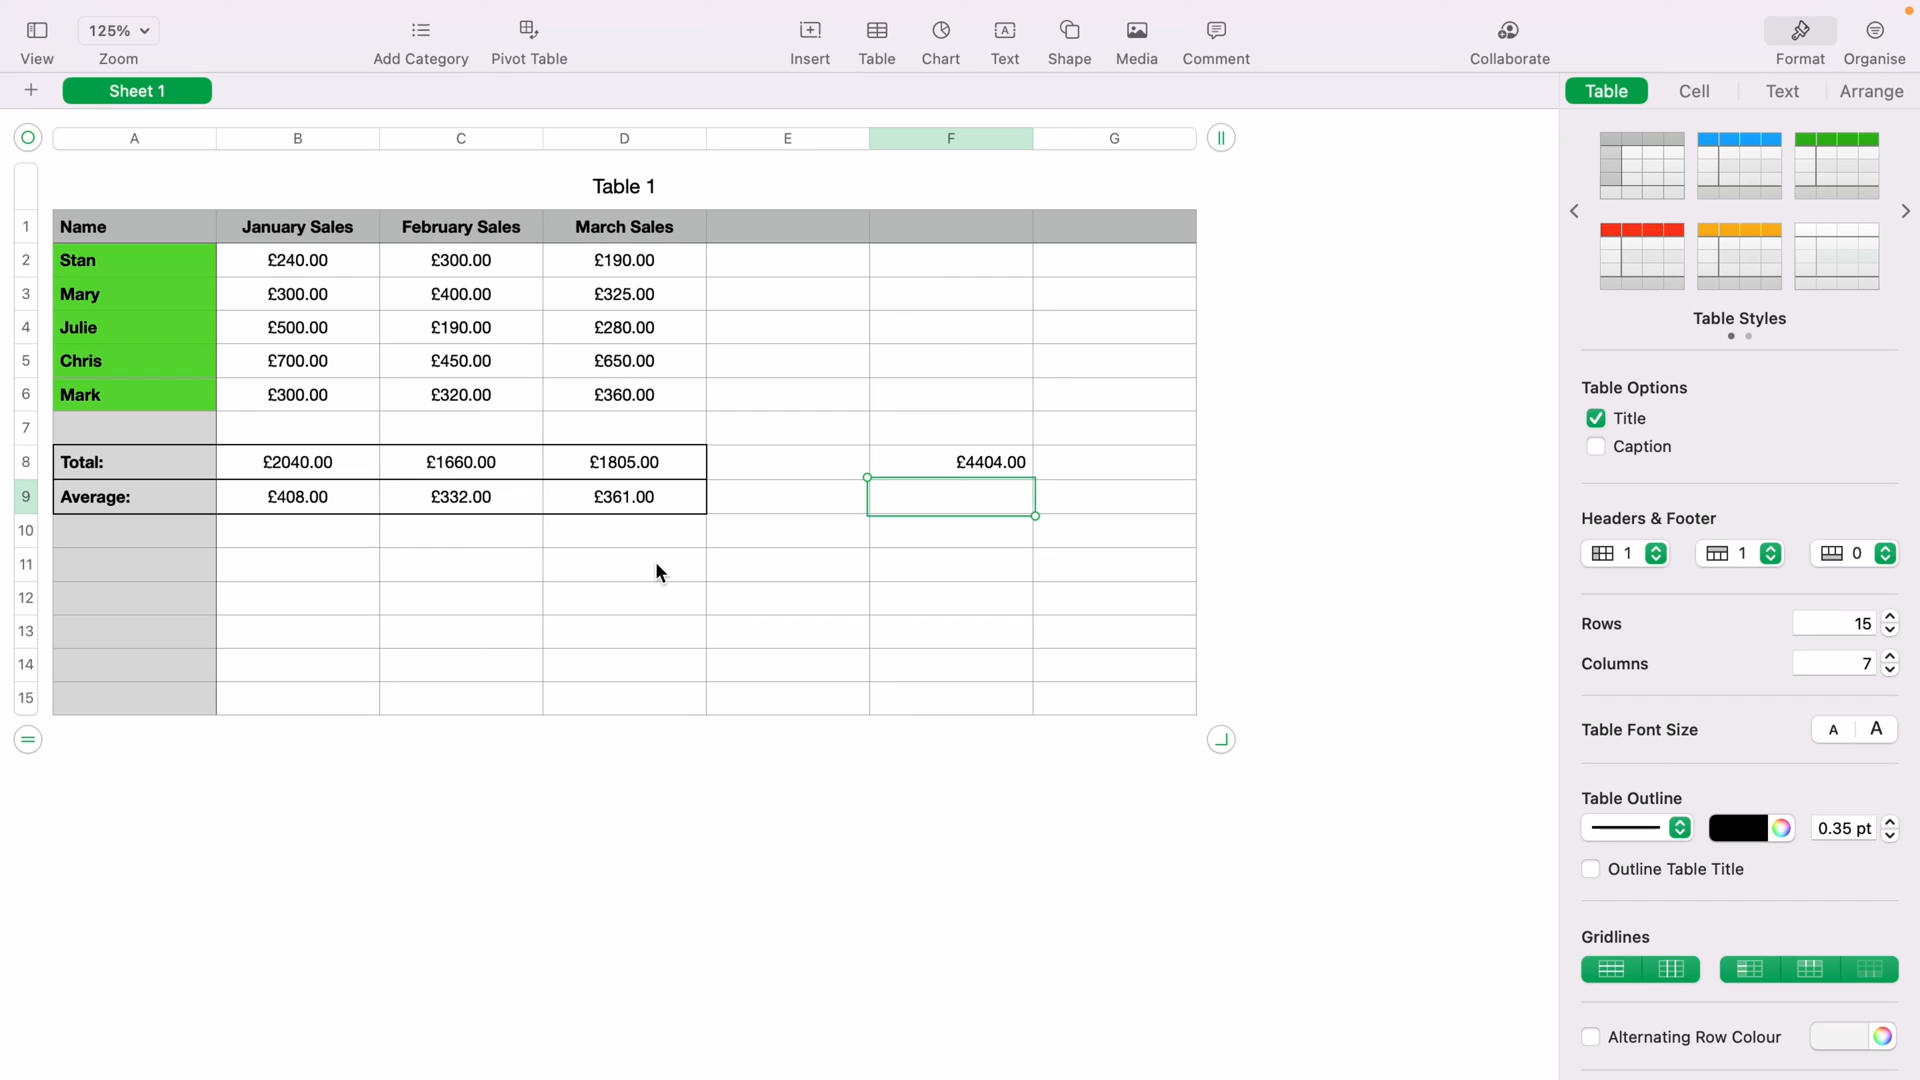 125%
View Zoom Add Category Pivot Table Insert Table Chart Text Shape Media Comment Collaborate Format Organise
Sheet 1
Table Cell Text Arrange
A B C D E F G
Table 1
1 Name January Sales February Sales March Sales
2 Stan £240.00 £300.00 £190.00
3 Mary £300.00 £400.00 £325.00
4 Julie £500.00 £190.00 £280.00
5 Chris £700.00 £450.00 £650.00
6 Mark £300.00 £320.00 £360.00
7
8 Total: £2040.00 £1660.00 £1805.00 £4404.00
9 Average: £408.00 £332.00 £361.00
10
11
12
13
14
15
Table Styles
Table Options
Title
Caption
Headers & Footer
1 1 0
Rows 15
Columns 7
Table Font Size A A
Table Outline
0.35 pt
Outline Table Title
Gridlines
Alternating Row Colour